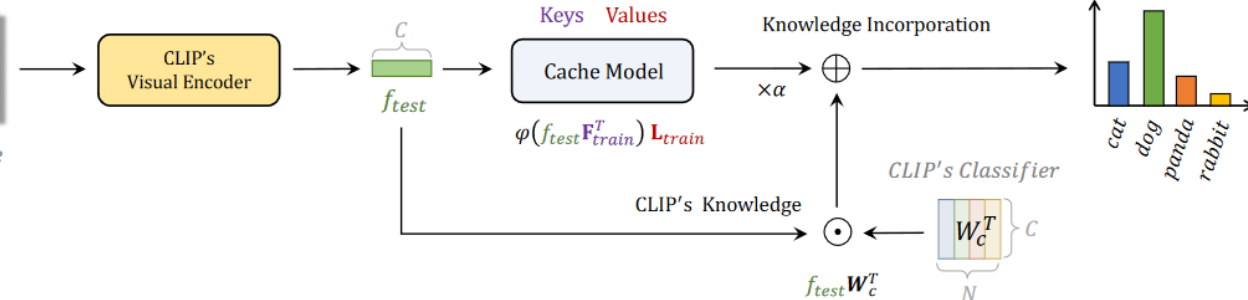 Keys Values
Knowledge Incorporation
C
CLIP's
Visual Encoder
Cache Model
×α
f_test
φ(f_test F^T_train) L_train
cat
dog
panda
rabbit
CLIP's Classifier
CLIP's Knowledge
W_c^T
C
f_test W_c^T
N